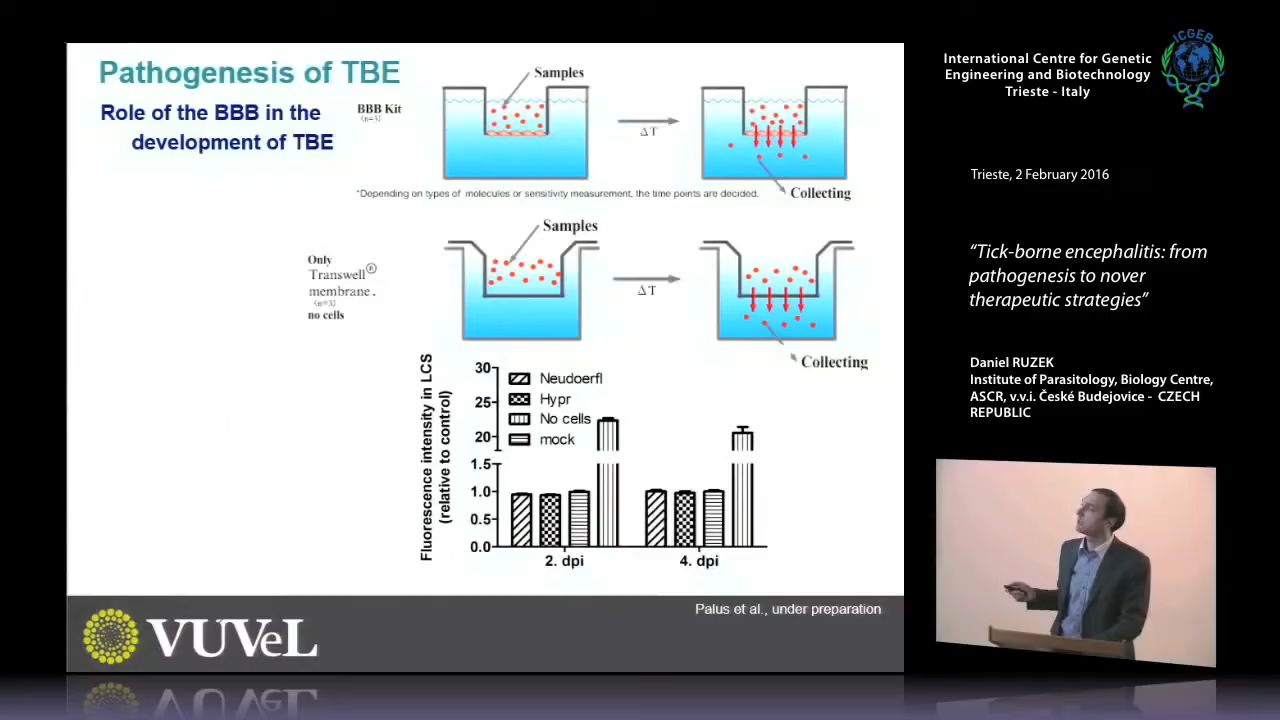 Pathogenesis of TBE
Role of the BBB in the
development of TBE
BBB Kit
(n=3)
Samples
ΔT
Collecting
*Depending on types of molecules or sensitivity measurement, the time points are decided.
Only
Transwell®
membrane.
(n=3)
no cells
Samples
ΔT
Collecting
Fluorescence intensity in LCS
(relative to control)
30
25
20
1.5
1.0
0.5
0.0
Neudoerfl
Hypr
No cells
mock
2. dpi
4. dpi
Palus et al., under preparation
VUVeL
International Centre for Genetic
Engineering and Biotechnology
Trieste - Italy
ICGEB
Trieste, 2 February 2016
“Tick-borne encephalitis: from
pathogenesis to nover
therapeutic strategies”
Daniel RUZEK
Institute of Parasitology, Biology Centre,
ASCR, v.v.i. České Budejovice - CZECH
REPUBLIC